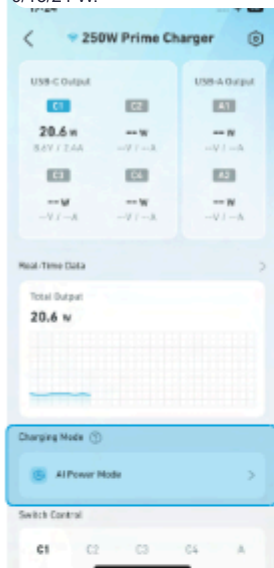 250W Prime Charger
USB-C Output
USB-A Output
C1
C2
A1
20.6 W
-- W
-- W
--V / --A
--V / --A
C3
C4
A2
-- W
-- W
-- W
--V / --A
--V / --A
--V / --A
Real-Time Data
Total Output
20.6 W
Charging Mode
AI Power Mode
Switch Control
C1
C2
C3
C4
A